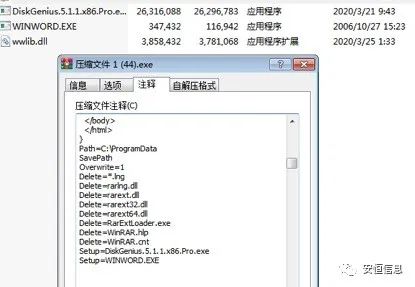 DiskGenius.5.1.1.x86.Pro.e... 26,316,088 26,296,783 应用程序 2020/3/21 9:43
WINWORD.EXE 347,432 116,942 应用程序 2006/10/27 15:23
wwlib.dll 3,858,432 3,781,068 应用程序扩展 2020/3/25 1:33
压缩文件 1 (44).exe
信息 选项 注释 自解压格式
压缩文件注释(C)
</body>
</html>
}
Path=C:\ProgramData
SavePath
Overwrite=1
Delete=*.lng
Delete=rarlng.dll
Delete=rarext.dll
Delete=rarext32.dll
Delete=rarext64.dll
Delete=RarExtLoader.exe
Delete=WinRAR.hlp
Delete=WinRAR.cnt
Setup=DiskGenius.5.1.1.x86.Pro.exe
Setup=WINWORD.EXE
安恒信息